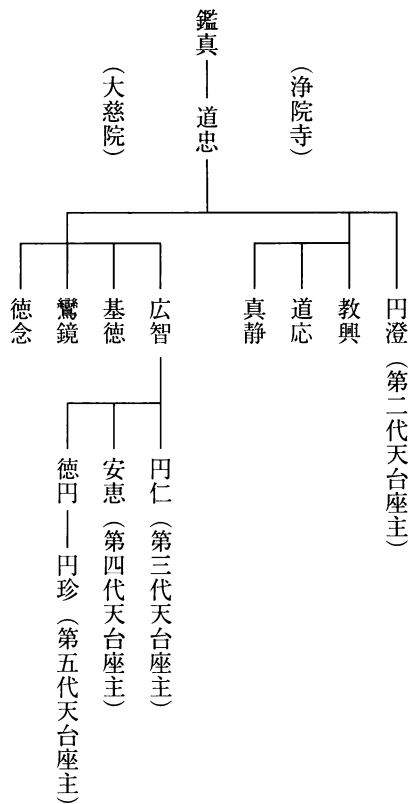 鑑真
道忠
(浄院寺)
(大慈院)
円澄(第二代天台座主)
教興
道応
真静
広智
基徳
鸞鏡
徳念
円仁(第三代天台座主)
安恵(第四代天台座主)
徳円
円珍(第五代天台座主)